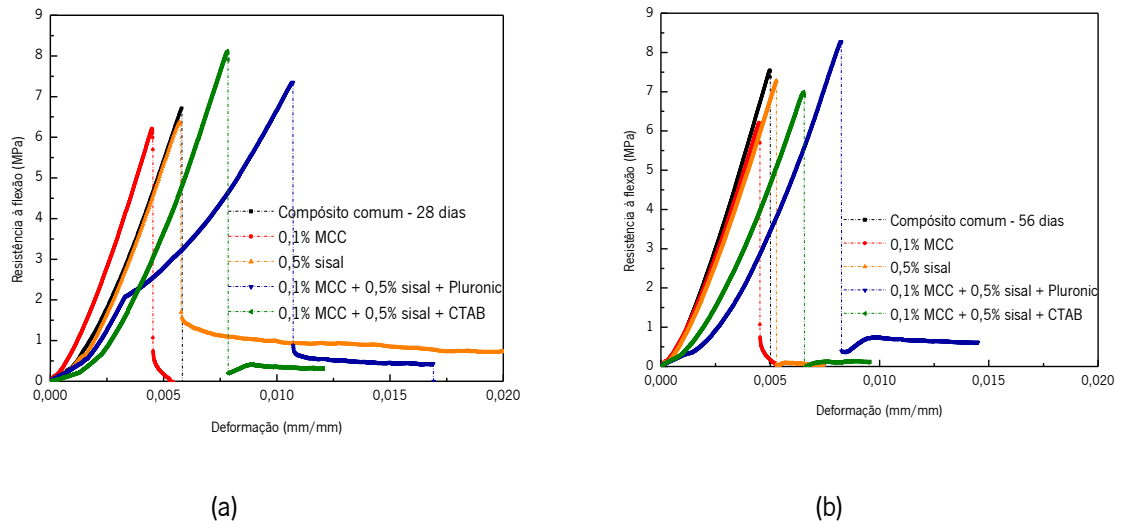 9
8
7
6
5
4
3
2
1
0
Resistência à flexão (MPa)
Compósito comum - 28 dias
0,1% MCC
0,5% sisal
0,1% MCC + 0,5% sisal + Pluronic
0,1% MCC + 0,5% sisal + CTAB
0,000 0,005 0,010 0,015 0,020
Deformação (mm/mm)
(a)
9
8
7
6
5
4
3
2
1
0
Resistência à flexão (MPa)
Compósito comum - 56 dias
0,1% MCC
0,5% sisal
0,1% MCC + 0,5% sisal + Pluronic
0,1% MCC + 0,5% sisal + CTAB
0,000 0,005 0,010 0,015 0,020
Deformação (mm/mm)
(b)